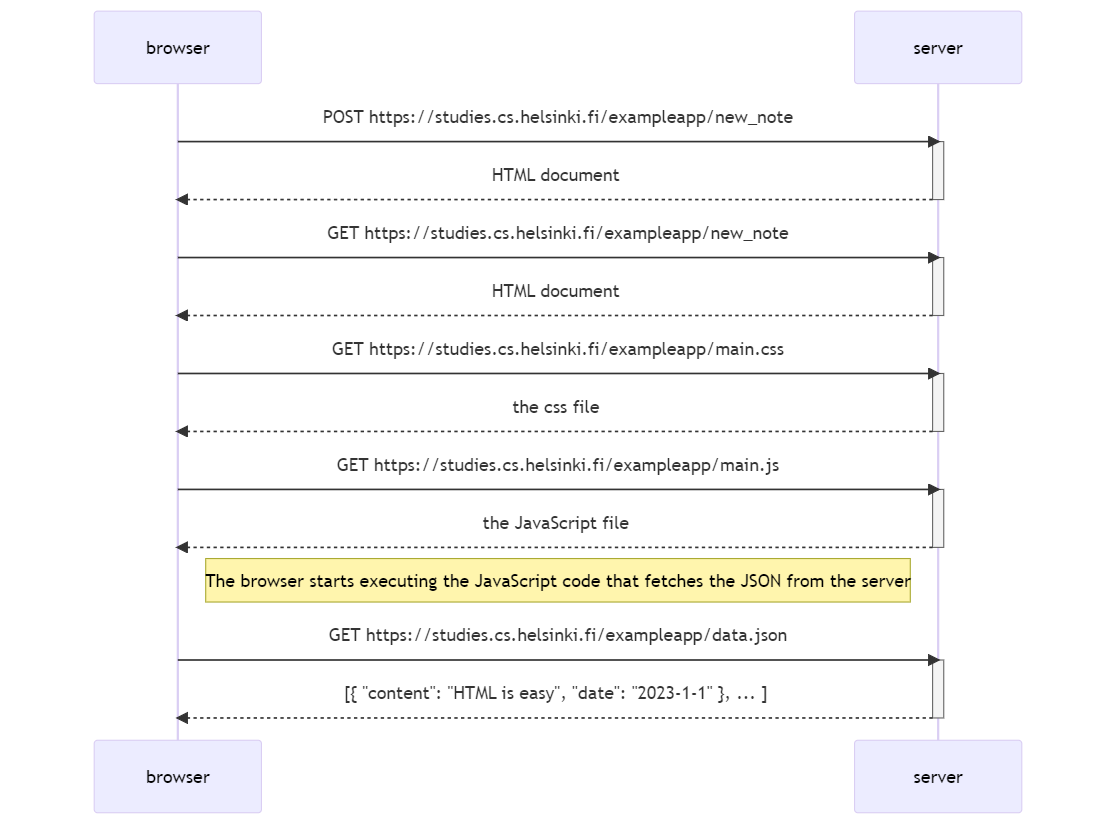 browser
server
POST https://studies.cs.helsinki.fi/exampleapp/new_note
HTML document
GET https://studies.cs.helsinki.fi/exampleapp/new_note
HTML document
GET https://studies.cs.helsinki.fi/exampleapp/main.css
the css file
GET https://studies.cs.helsinki.fi/exampleapp/main.js
the JavaScript file
The browser starts executing the JavaScript code that fetches the JSON from the server
GET https://studies.cs.helsinki.fi/exampleapp/data.json
[{ "content": "HTML is easy", "date": "2023-1-1" }, ... ]
browser
server